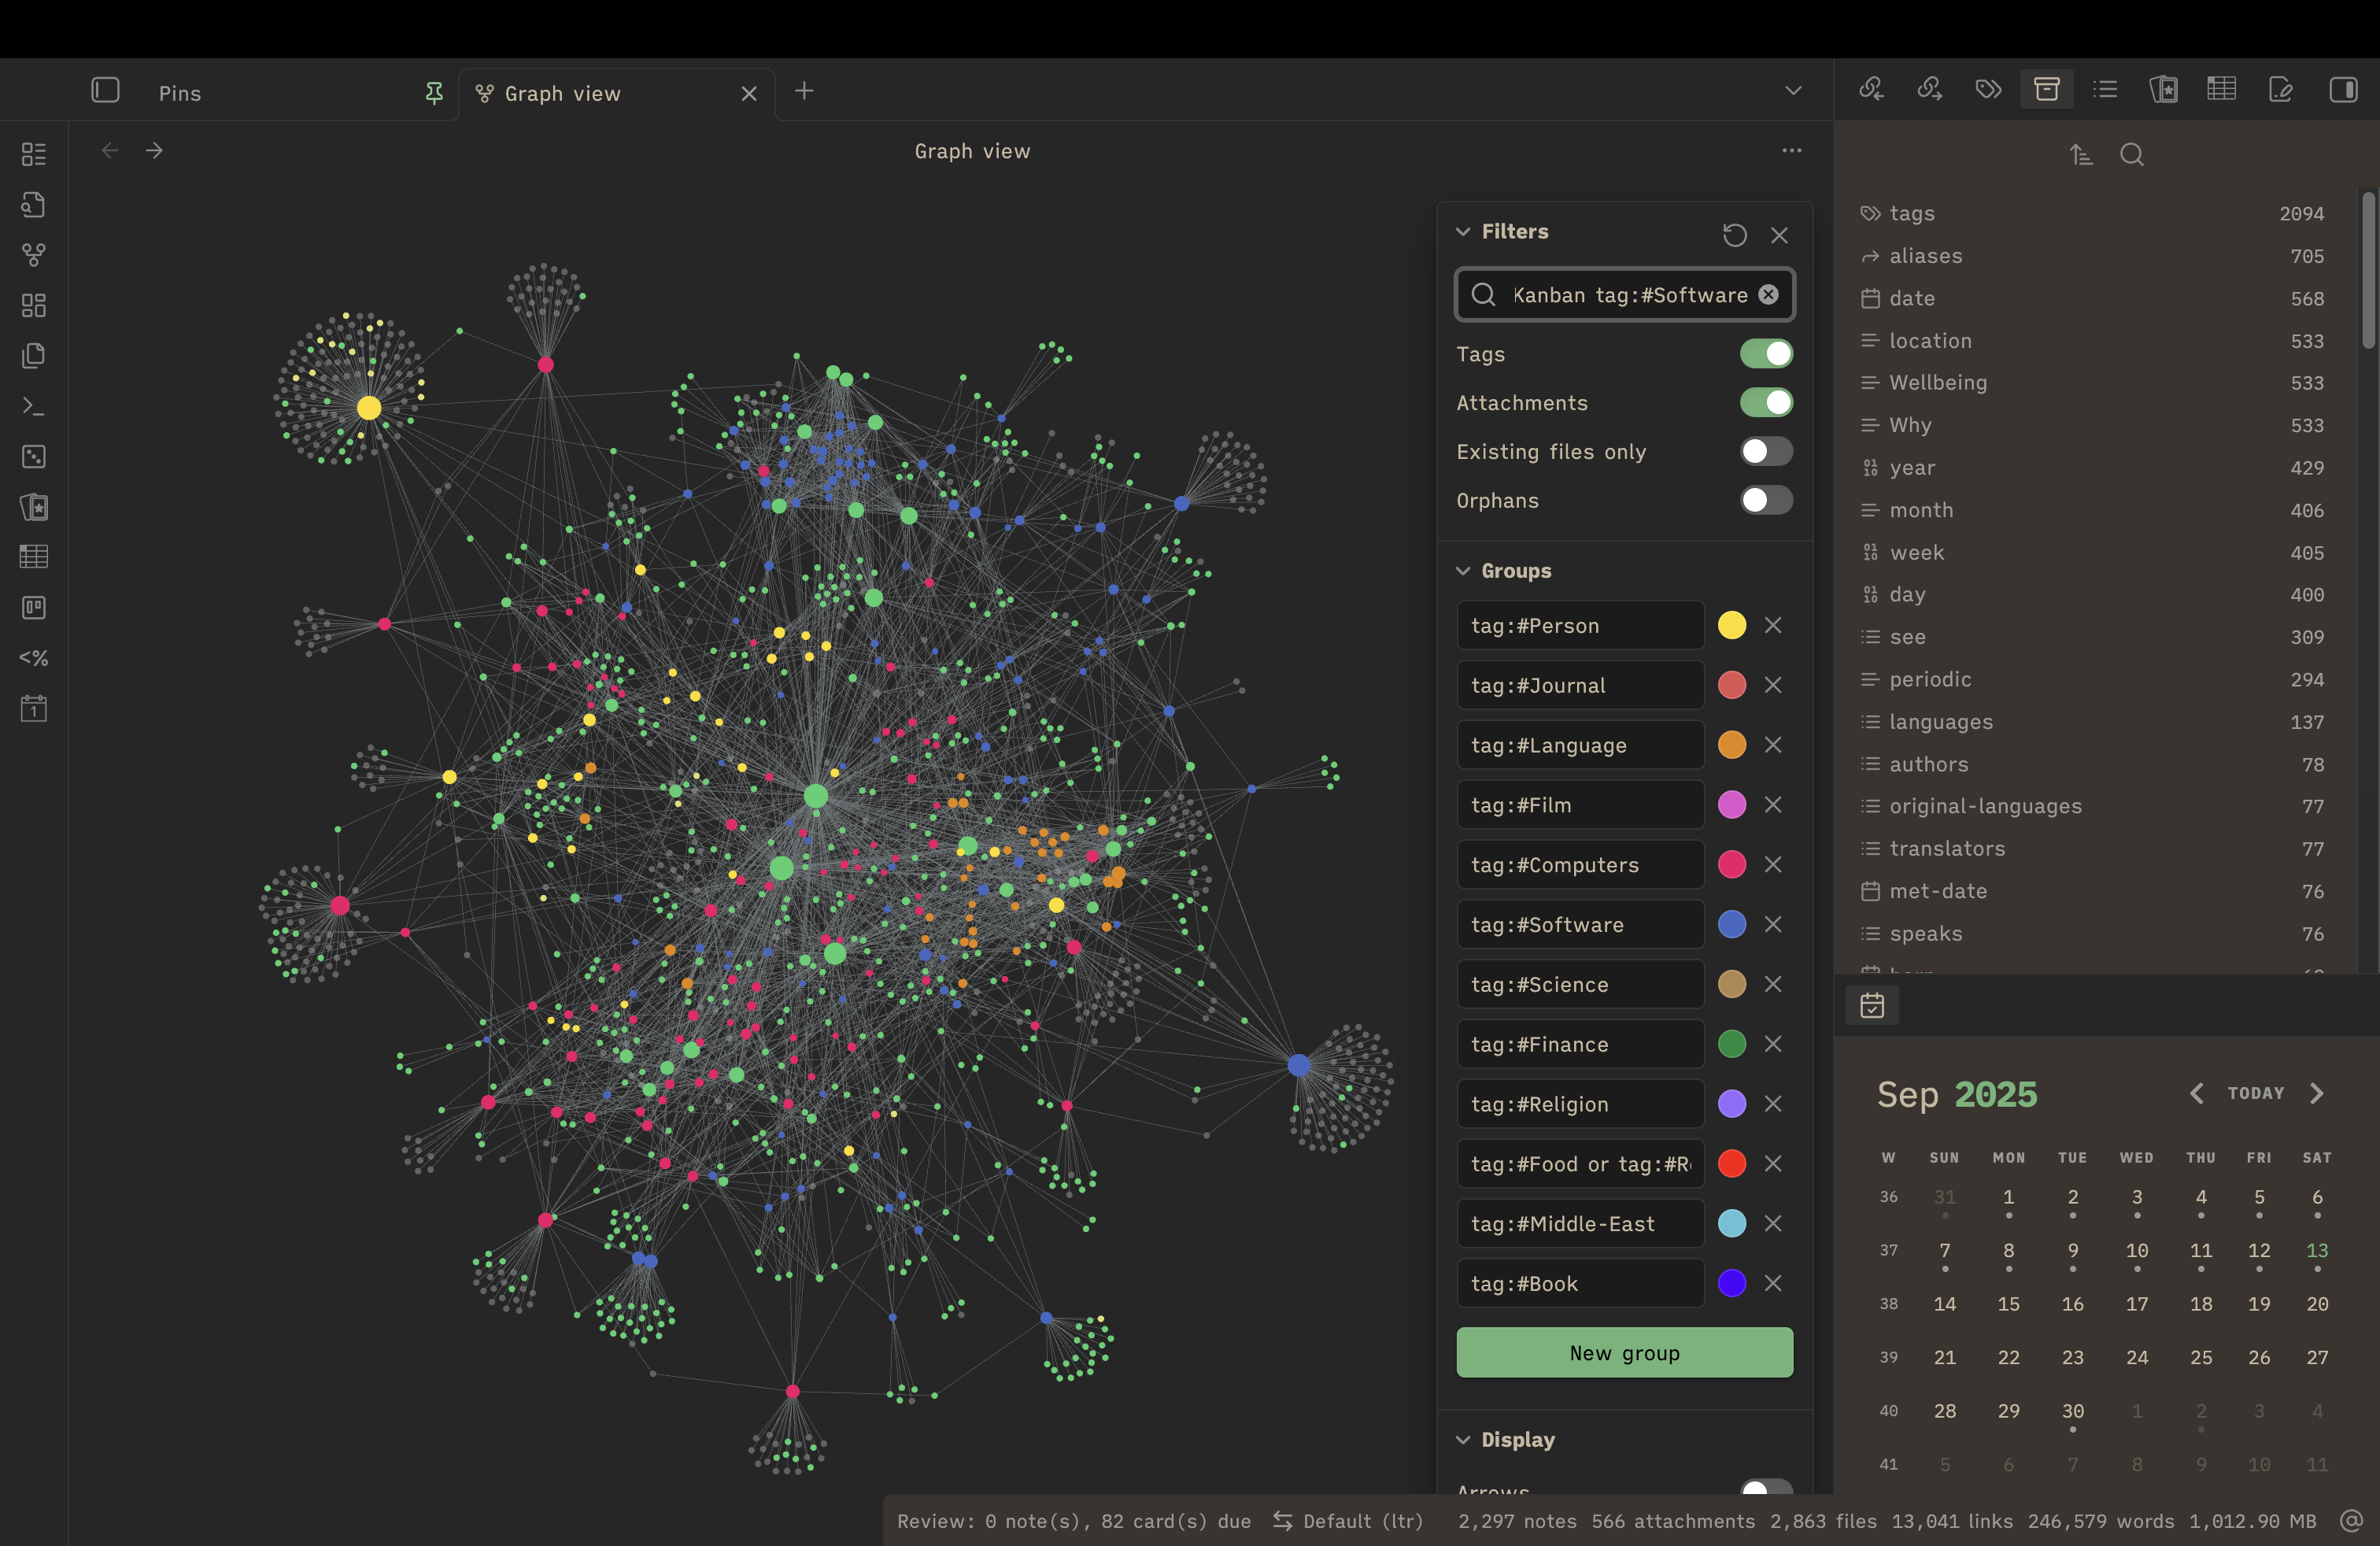 Pins
Graph view
Graph view
Filters
Kanban tag:#Software
Tags
Attachments
Existing files only
Orphans
Groups
tag:#Person
tag:#Journal
tag:#Language
tag:#Film
tag:#Computers
tag:#Software
tag:#Science
tag:#Finance
tag:#Religion
tag:#Food or tag:#R
tag:#Middle-East
tag:#Book
New group
Display
Arrows
<%
1
tags 2094
aliases 705
date 568
location 533
Wellbeing 533
Why 533
year 429
month 406
week 405
day 400
see 309
periodic 294
languages 137
authors 78
original-languages 77
translators 77
met-date 76
speaks 76
Sep 2025 TODAY
W SUN MON TUE WED THU FRI SAT
36 31 1 2 3 4 5 6
37 7 8 9 10 11 12 13
38 14 15 16 17 18 19 20
39 21 22 23 24 25 26 27
40 28 29 30 1 2 3 4
41 5 6 7 8 9 10 11
Review: 0 note(s), 82 card(s) due Default (ltr) 2,297 notes 566 attachments 2,863 files 13,041 links 246,579 words 1,012.90 MB @